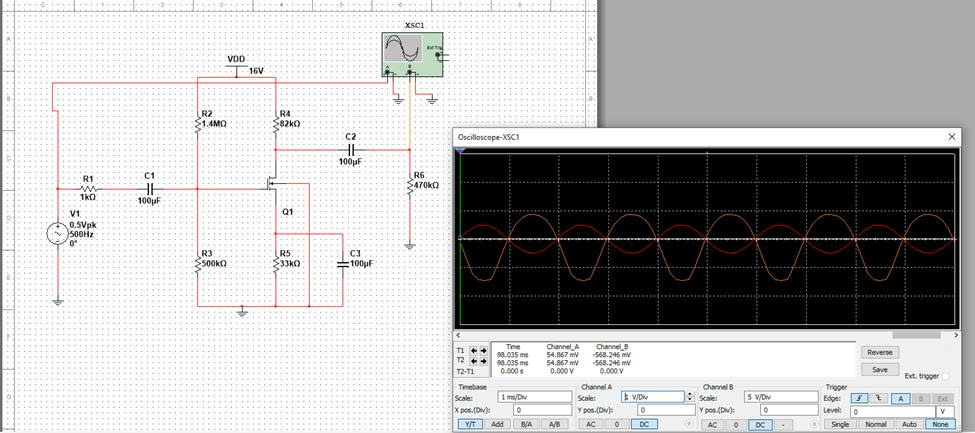 XSC1
Ext Trig
A B
VDD
16V
R2
1.4MΩ
R4
82kΩ
C2
100µF
R1
1kΩ
C1
100µF
R6
470kΩ
V1
0.5Vpk
500Hz
0°
Q1
R3
500kΩ
R5
33kΩ
C3
100µF
Oscilloscope-XSC1
Time Channel_A Channel_B
T1 98.035 ms 54.867 mV -568.246 mV
T2 98.035 ms 54.867 mV -568.246 mV
T2-T1 0.000 s 0.000 V 0.000 V
Reverse
Save
Ext. trigger
Timebase
Scale: 1 ms/Div
X pos.(Div): 0
Y/T Add B/A A/B
Channel A
Scale: 1 V/Div
Y pos.(Div): 0
AC 0 DC
Channel B
Scale: 5 V/Div
Y pos.(Div): 0
AC 0 DC -
Trigger
Edge: A B Ext
Level: 0 V
Single Normal Auto None